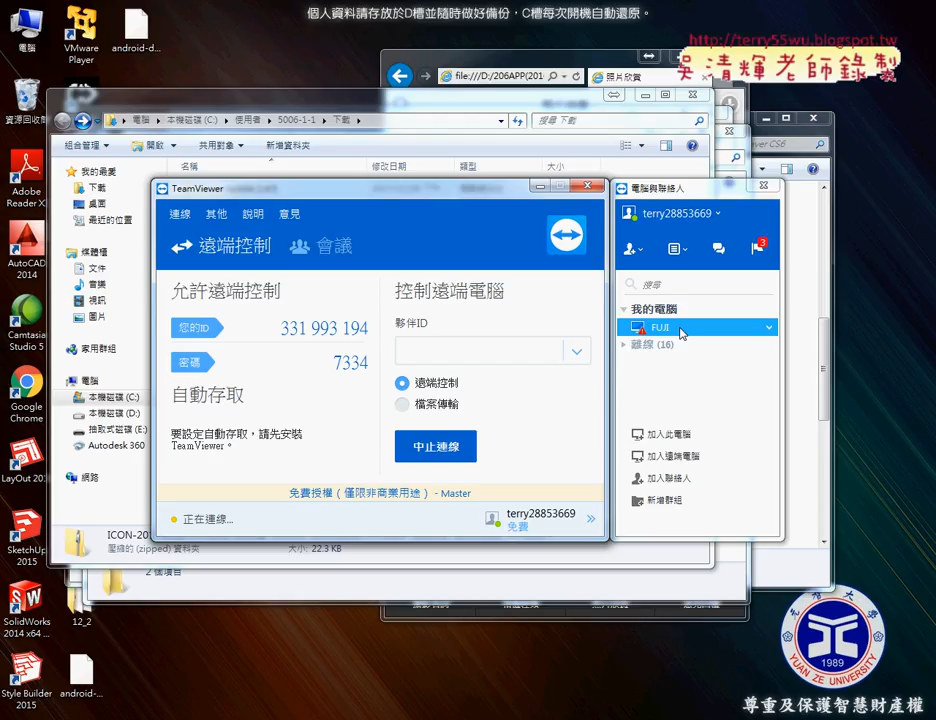 個人資料請存放於D槽並隨時做好備份，C槽每次開機自動還原。
http://terry55wu.blogspot.tw
吳清輝老師錄製
電腦
VMware
Player
android-d...
資源回收筒
Adobe
Reader X
AutoCAD
2014
Camtasia
Studio 5
Google
Chrome
LayOut 20
SketchUp
2015
SolidWorks
2014 x64 ...
12_2
Style Builder
2015
android-...
file:///D:/206APP(201
照片欣賞
電腦 ▸ 本機磁碟 (C:) ▸ 使用者 ▸ 5006-1-1 ▸ 下載 ▸
搜尋 下載
組合管理
開啟
共用對象
新增資料夾
名稱
修改日期
類型
大小
我的最愛
下載
桌面
最近的位置
媒體櫃
文件
音樂
視訊
圖片
家用群組
電腦
本機磁碟 (C:)
本機磁碟 (D:)
抽取式磁碟 (E:)
Autodesk 360
網路
ICON-20
壓縮的 (zipped) 資料夾
大小: 22.3 KB
2 個項目
ver CS6
TeamViewer
連線 其他 說明 意見
遠端控制
會議
允許遠端控制
您的ID
331 993 194
密碼
7334
自動存取
要設定自動存取，請先安裝
TeamViewer。
控制遠端電腦
夥伴ID
遠端控制
檔案傳輸
中止連線
免費授權（僅限非商業用途） - Master
正在連線...
terry28853669
免費
電腦與聯絡人
terry28853669
3
搜尋
我的電腦
FUJI
離線 (16)
加入此電腦
加入遠端電腦
加入聯絡人
新增群組
元智大學
YUAN ZE UNIVERSITY
1989
尊重及保護智慧財產權